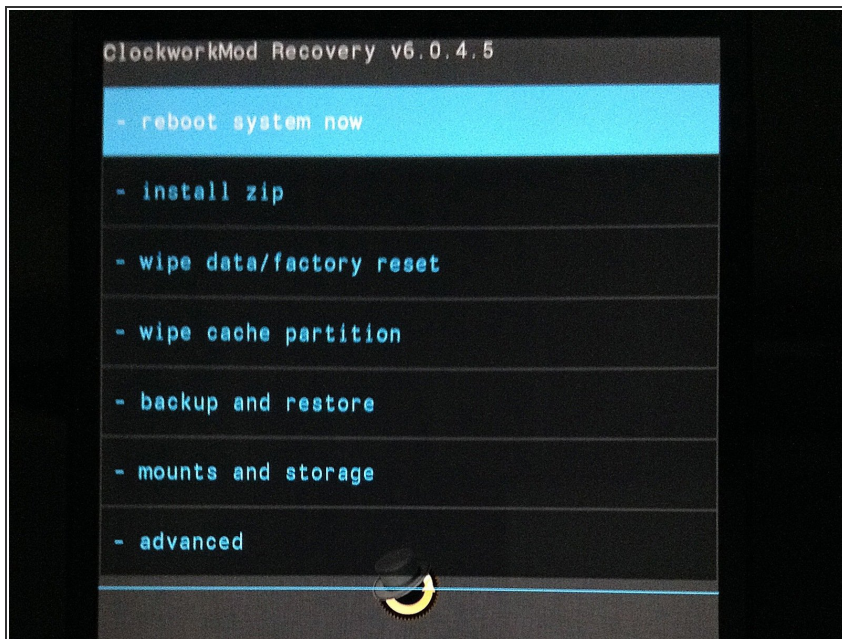 ClockworkMod Recovery v6.0.4.5
- reboot system now
- install zip
- wipe data/factory reset
- wipe cache partition
- backup and restore
- mounts and storage
- advanced